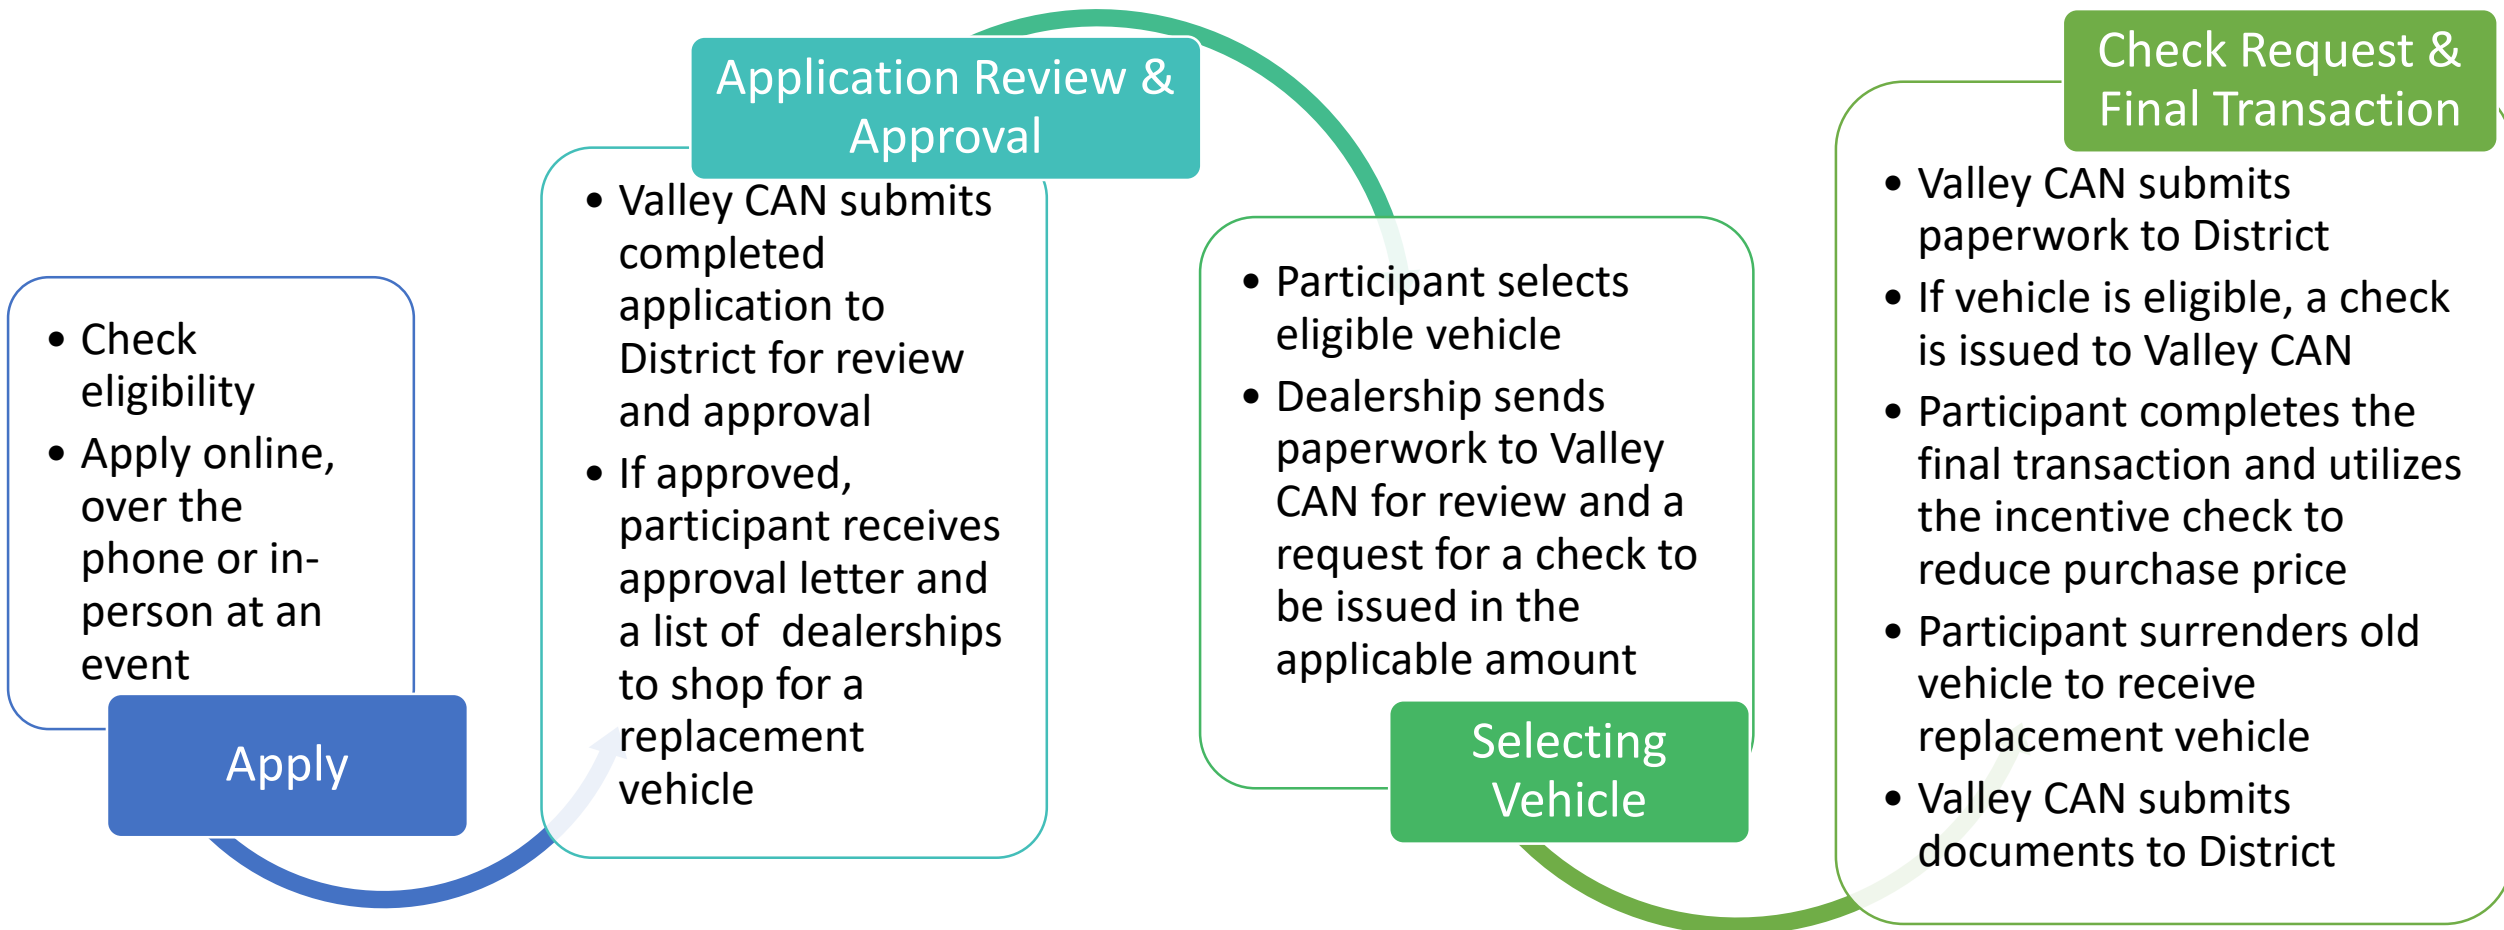 • Check
eligibility
• Apply online,
over the
phone or in-
person at an
event
Apply
Application Review &
Approval
• Valley CAN submits
completed
application to
District for review
and approval
• If approved,
participant receives
approval letter and
a list of  dealerships
to shop for a
replacement
vehicle
• Participant selects
eligible vehicle
• Dealership sends
paperwork to Valley
CAN for review and a
request for a check to
be issued in the
applicable amount
Selecting
Vehicle
Check Request &
Final Transaction
• Valley CAN submits
paperwork to District
• If vehicle is eligible, a check
is issued to Valley CAN
• Participant completes the
final transaction and utilizes
the incentive check to
reduce purchase price
• Participant surrenders old
vehicle to receive
replacement vehicle
• Valley CAN submits
documents to District